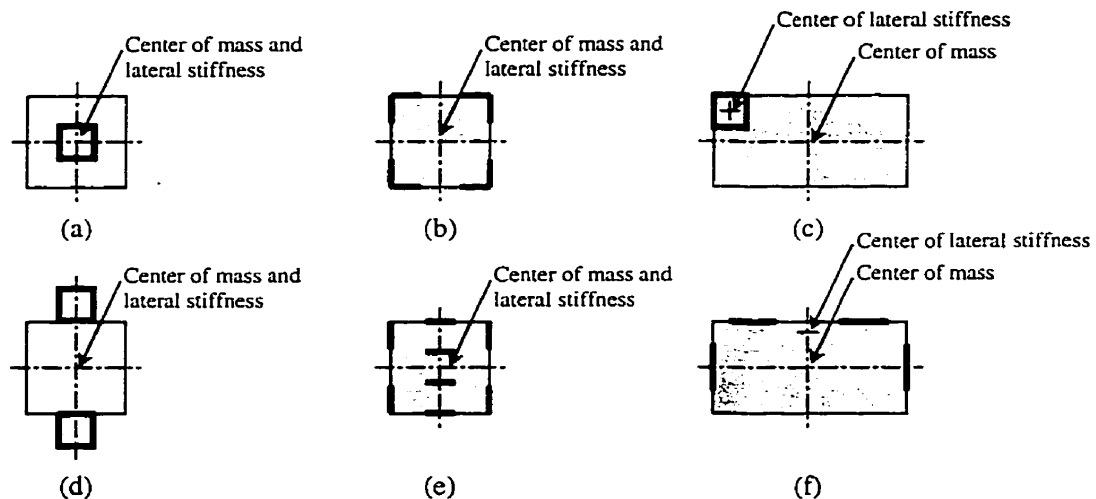 Center of mass and
lateral stiffness
(a)
Center of mass and
lateral stiffness
(b)
Center of lateral stiffness
Center of mass
(c)
Center of mass and
lateral stiffness
(d)
Center of mass and
lateral stiffness
(e)
Center of lateral stiffness
Center of mass
(f)